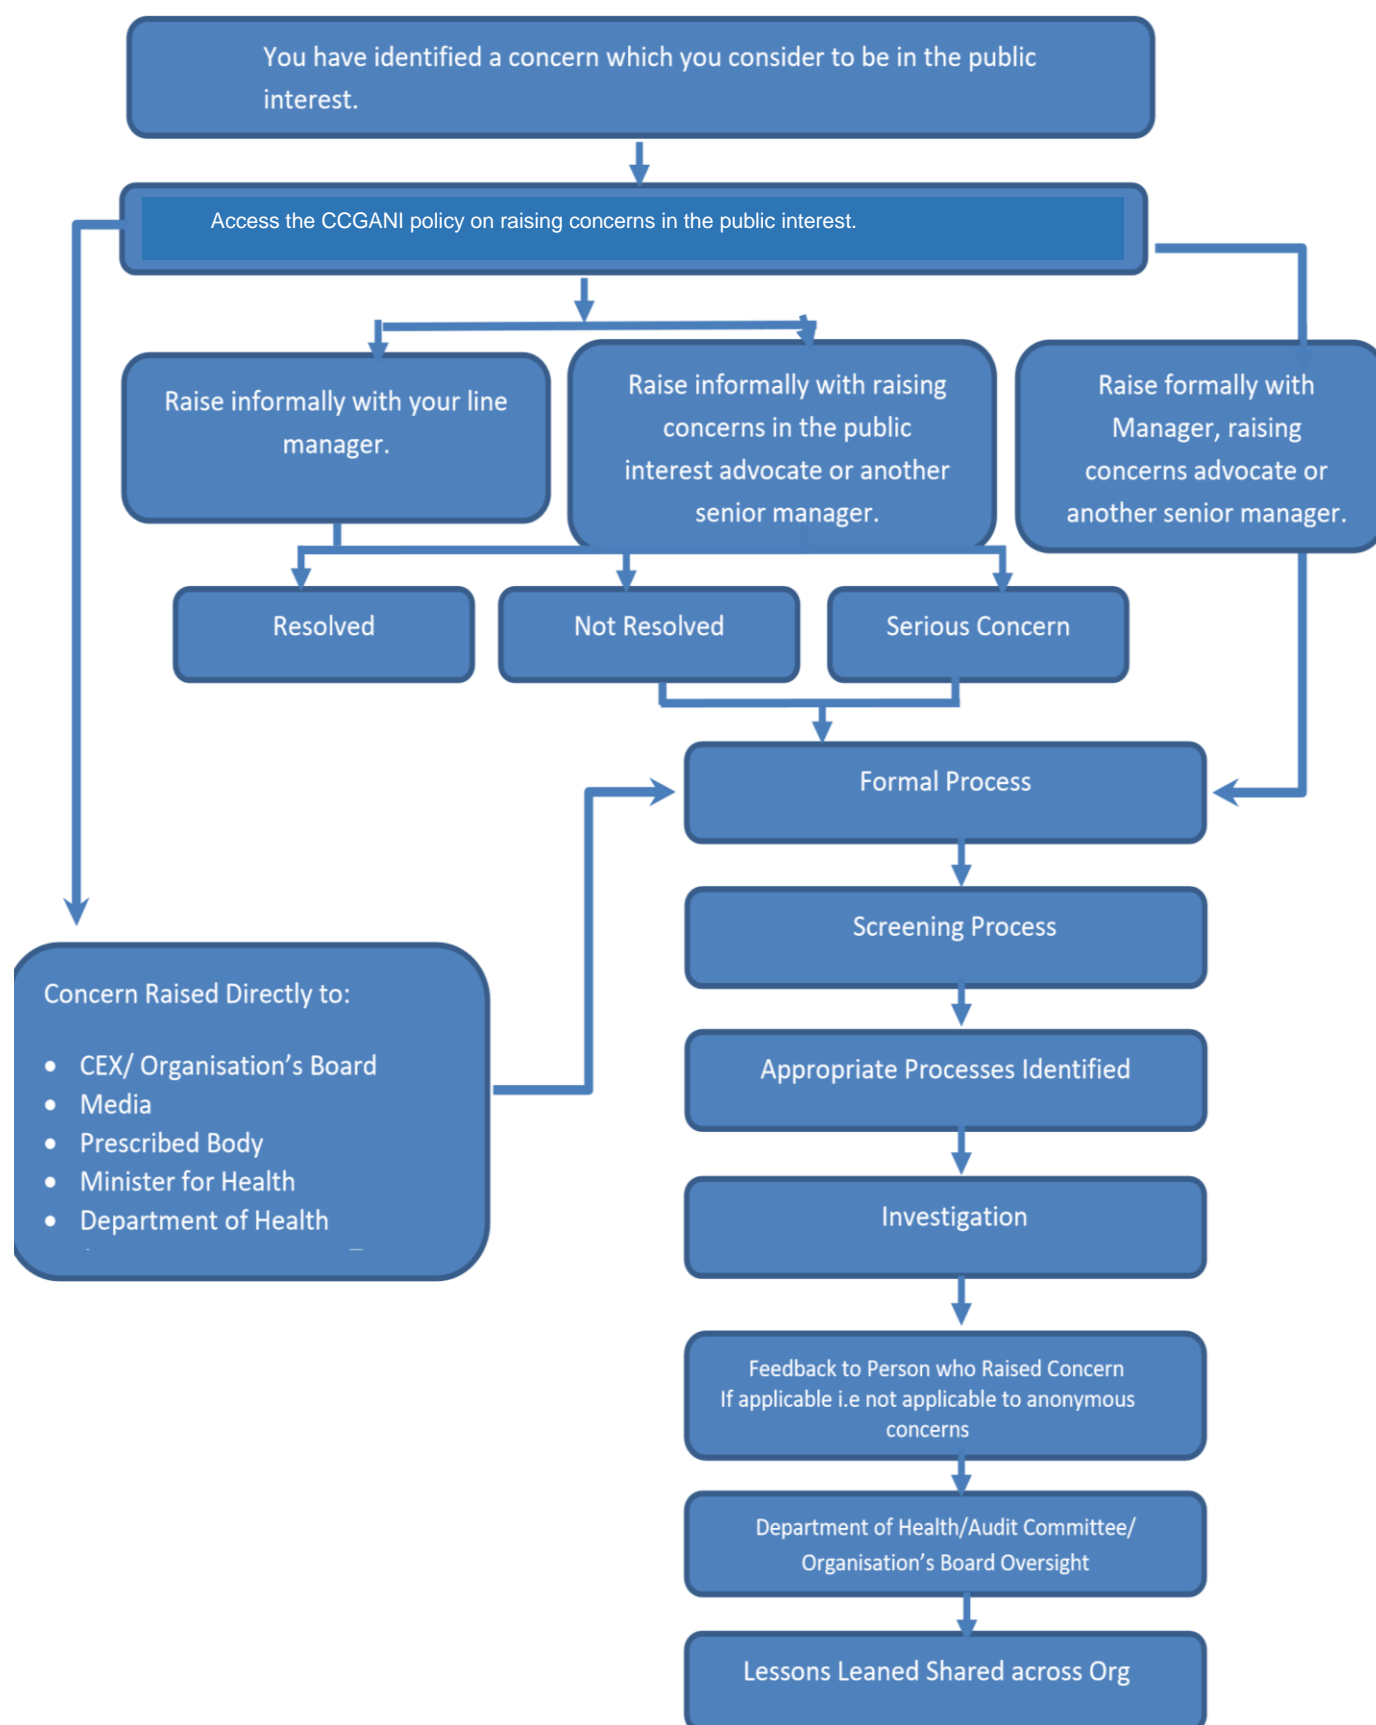 You have identified a concern which you consider to be in the public
interest.
Access the CCGANI policy on raising concerns in the public interest.
Raise informally with your line
manager.
Raise informally with raising
concerns in the public
interest advocate or another
senior manager.
Raise formally with
Manager, raising
concerns advocate or
another senior manager.
Resolved
Not Resolved
Serious Concern
Formal Process
Screening Process
Concern Raised Directly to:
• CEX/ Organisation’s Board
• Media
• Prescribed Body
• Minister for Health
• Department of Health
Appropriate Processes Identified
Investigation
Feedback to Person who Raised Concern
If applicable i.e not applicable to anonymous
concerns
Department of Health/Audit Committee/
Organisation’s Board Oversight
Lessons Leaned Shared across Org